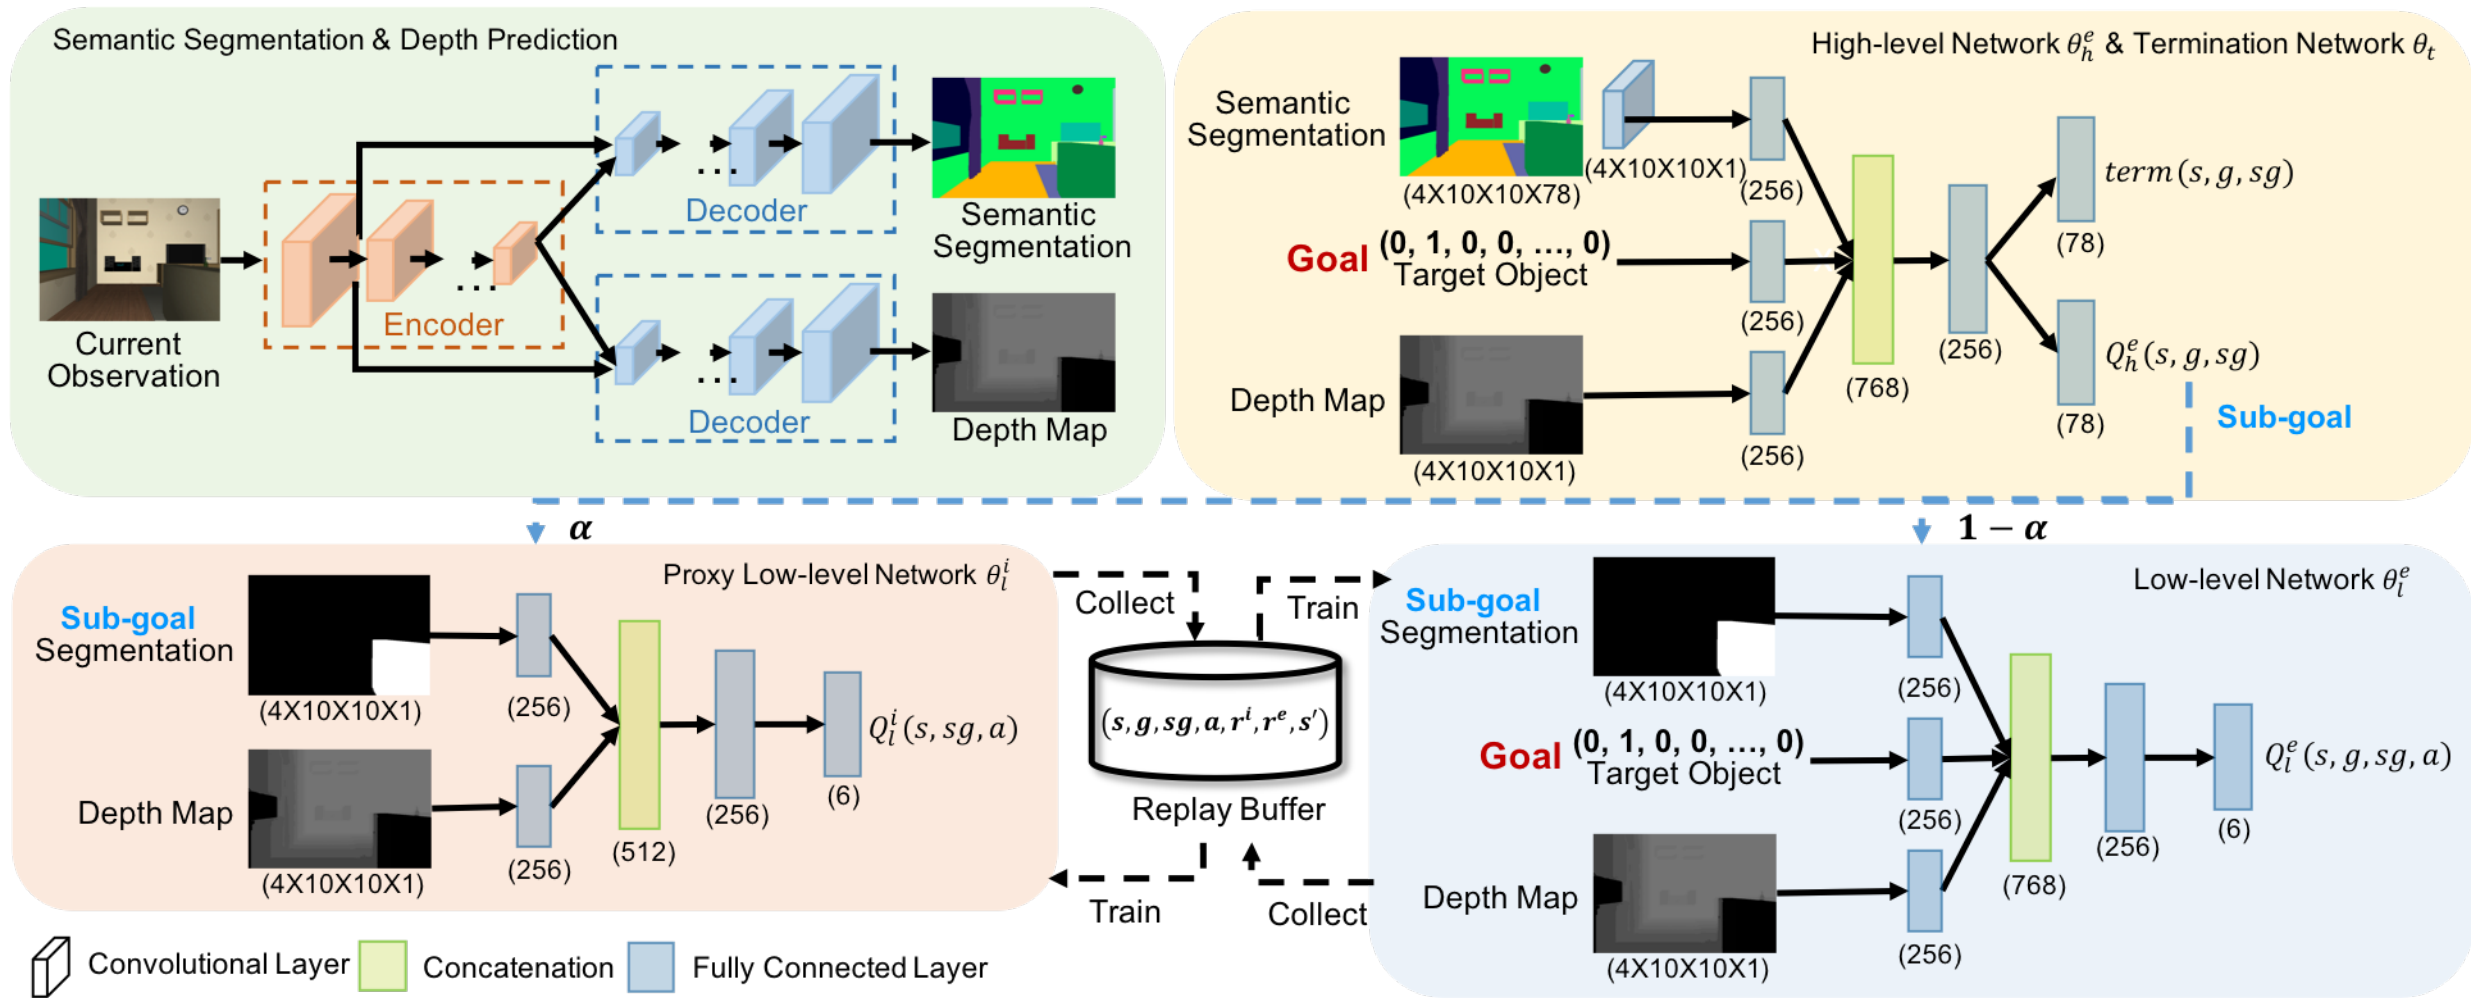 Semantic Segmentation & Depth Prediction
Current
Observation
Encoder
...
Decoder
...
Semantic
Segmentation
Decoder
...
Depth Map
High-level Network θ_h^e & Termination Network θ_t
Semantic
Segmentation
(4X10X10X78)
(4X10X10X1)
(256)
Goal (0, 1, 0, 0, ..., 0)
Target Object
(256)
Depth Map
(4X10X10X1)
(256)
(768)
(256)
term(s, g, sg)
(78)
Q_h^e(s, g, sg)
(78)
Sub-goal
α
1 − α
Proxy Low-level Network θ_l^i
Sub-goal
Segmentation
(4X10X10X1)
(256)
Depth Map
(4X10X10X1)
(256)
(512)
(256)
(6)
Q_l^i(s, sg, a)
Collect
Train
(s, g, sg, a, r^i, r^e, s′)
Replay Buffer
Train
Collect
Low-level Network θ_l^e
Sub-goal
Segmentation
(4X10X10X1)
(256)
Goal (0, 1, 0, 0, ..., 0)
Target Object
(256)
Depth Map
(4X10X10X1)
(256)
(768)
(256)
(6)
Q_l^e(s, g, sg, a)
Convolutional Layer
Concatenation
Fully Connected Layer